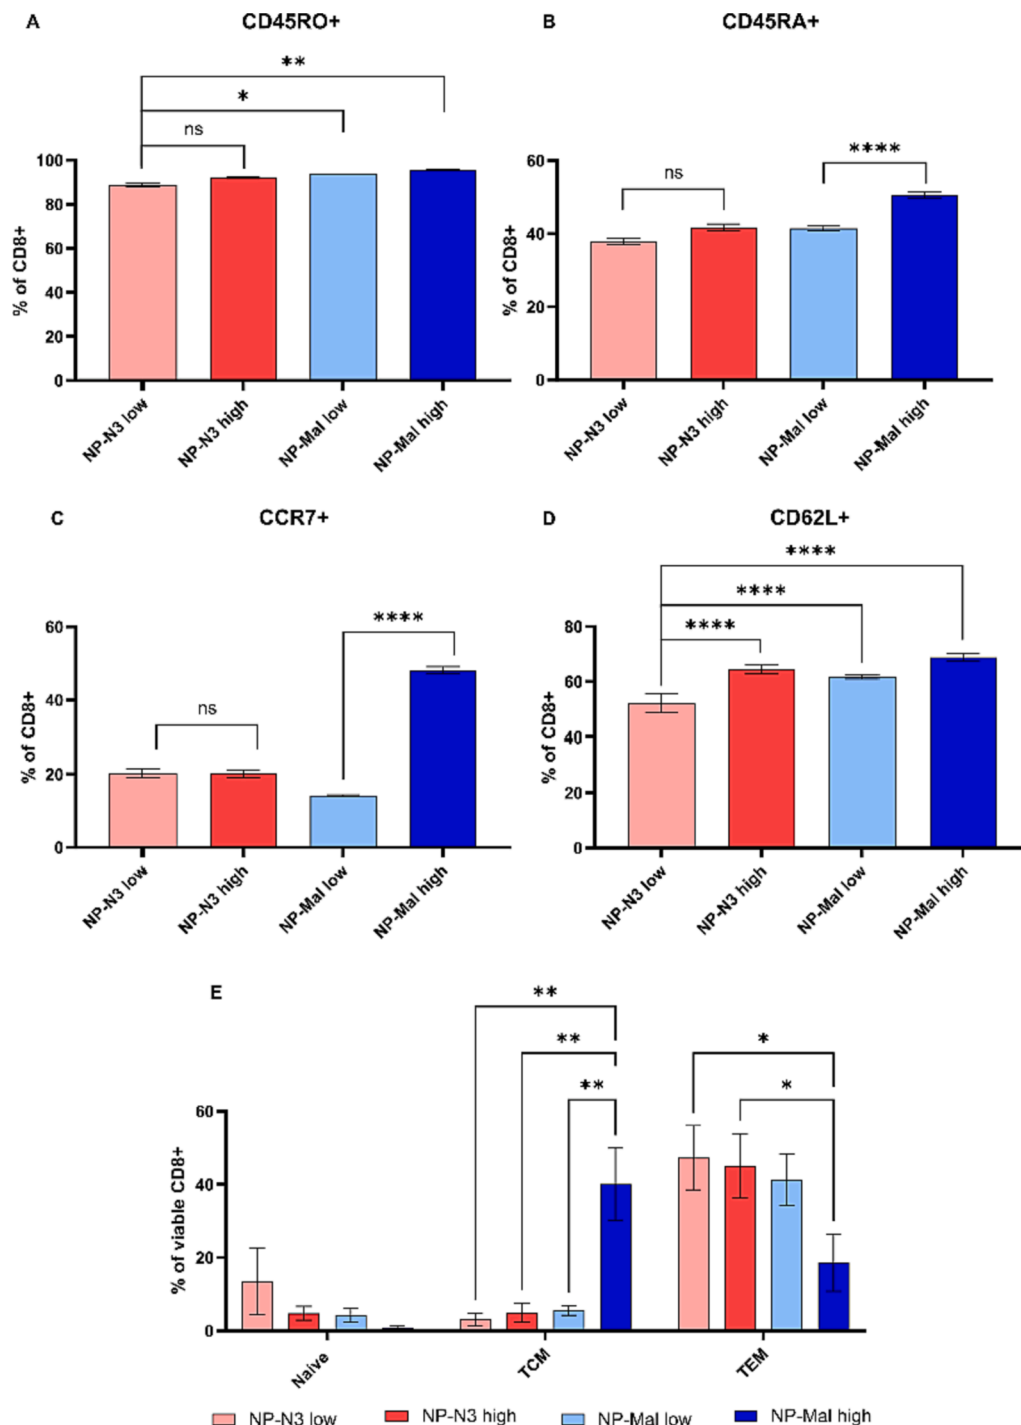 A CD45RO+
**
*
ns
% of CD8+
100
80
60
40
20
0
NP-N3 low
NP-N3 high
NP-Mal low
NP-Mal high
B CD45RA+
ns
****
% of CD8+
60
40
20
0
NP-N3 low
NP-N3 high
NP-Mal low
NP-Mal high
C CCR7+
****
ns
% of CD8+
60
40
20
0
NP-N3 low
NP-N3 high
NP-Mal low
NP-Mal high
D CD62L+
****
****
****
% of CD8+
80
60
40
20
0
NP-N3 low
NP-N3 high
NP-Mal low
NP-Mal high
E
**
**
**
*
*
% of viable CD8+
60
40
20
0
Naive
TCM
TEM
NP-N3 low NP-N3 high NP-Mal low NP-Mal high